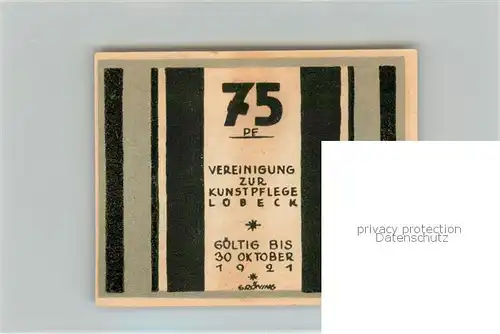 75
PF
VEREINIGUNG
ZUR
KUNSTPFLEGE
LÜBECK
GÜLTIG BIS
30 OKTOBER
1921
privacy protection
Datenschutz